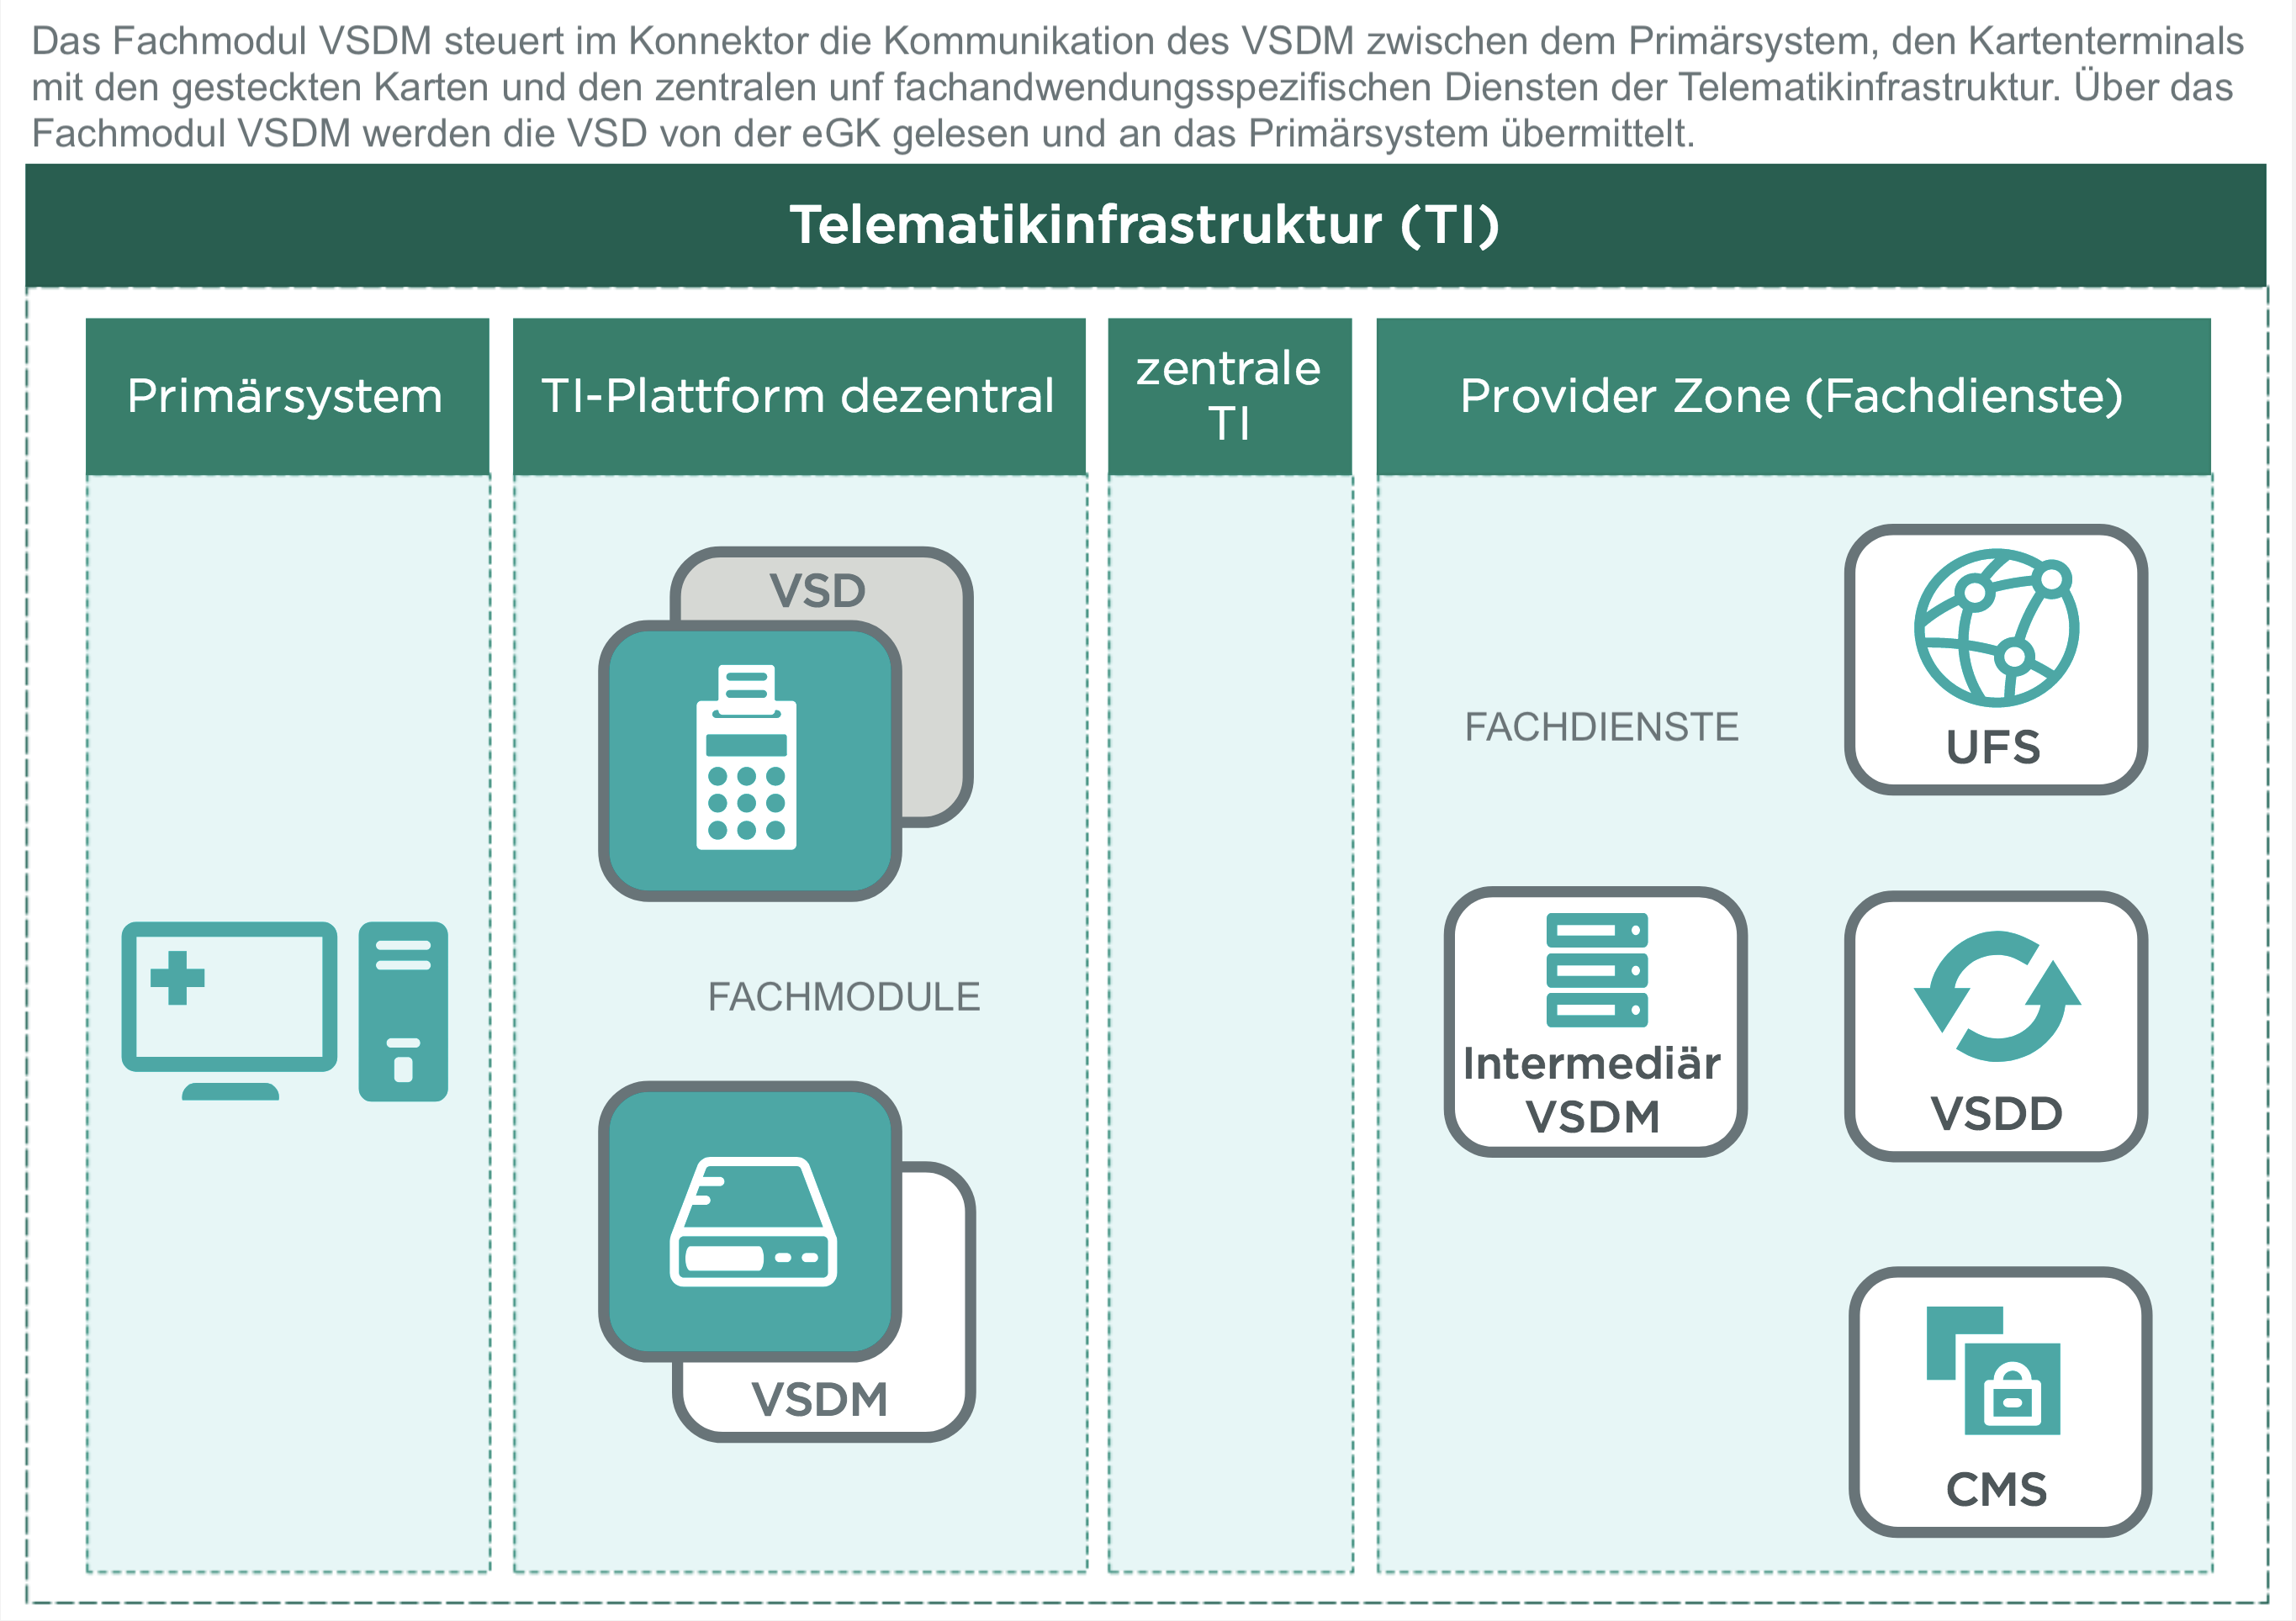 Das Fachmodul VSDM steuert im Konnektor die Kommunikation des VSDM zwischen dem Primärsystem, den Kartenterminals
mit den gesteckten Karten und den zentralen unf fachandwendungsspezifischen Diensten der Telematikinfrastruktur. Über das
Fachmodul VSDM werden die VSD von der eGK gelesen und an das Primärsystem übermittelt.
Telematikinfrastruktur (TI)
Primärsystem
TI-Plattform dezentral
zentrale
TI
Provider Zone (Fachdienste)
VSD
FACHMODULE
VSDM
FACHDIENSTE
UFS
Intermediär
VSDM
VSDD
CMS